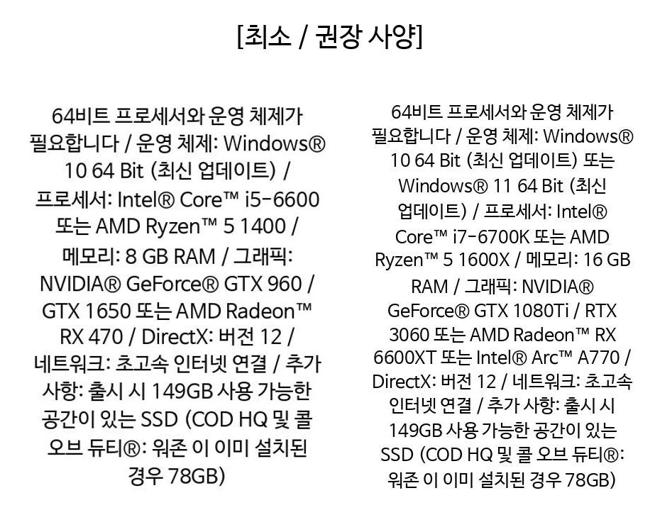 [최소 / 권장 사양]
64비트 프로세서와 운영 체제가
필요합니다 / 운영 체제: Windows®
10 64 Bit (최신 업데이트) /
프로세서: Intel® Core™ i5-6600
또는 AMD Ryzen™ 5 1400 /
메모리: 8 GB RAM / 그래픽:
NVIDIA® GeForce® GTX 960 /
GTX 1650 또는 AMD Radeon™
RX 470 / DirectX: 버전 12 /
네트워크: 초고속 인터넷 연결 / 추가
사항: 출시 시 149GB 사용 가능한
공간이 있는 SSD (COD HQ 및 콜
오브 듀티®: 워존 이 이미 설치된
경우 78GB)
64비트 프로세서와 운영 체제가
필요합니다 / 운영 체제: Windows®
10 64 Bit (최신 업데이트) 또는
Windows® 11 64 Bit (최신
업데이트) / 프로세서: Intel®
Core™ i7-6700K 또는 AMD
Ryzen™ 5 1600X / 메모리: 16 GB
RAM / 그래픽: NVIDIA®
GeForce® GTX 1080Ti / RTX
3060 또는 AMD Radeon™ RX
6600XT 또는 Intel® Arc™ A770 /
DirectX: 버전 12 / 네트워크: 초고속
인터넷 연결 / 추가 사항: 출시 시
149GB 사용 가능한 공간이 있는
SSD (COD HQ 및 콜 오브 듀티®:
워존 이 이미 설치된 경우 78GB)